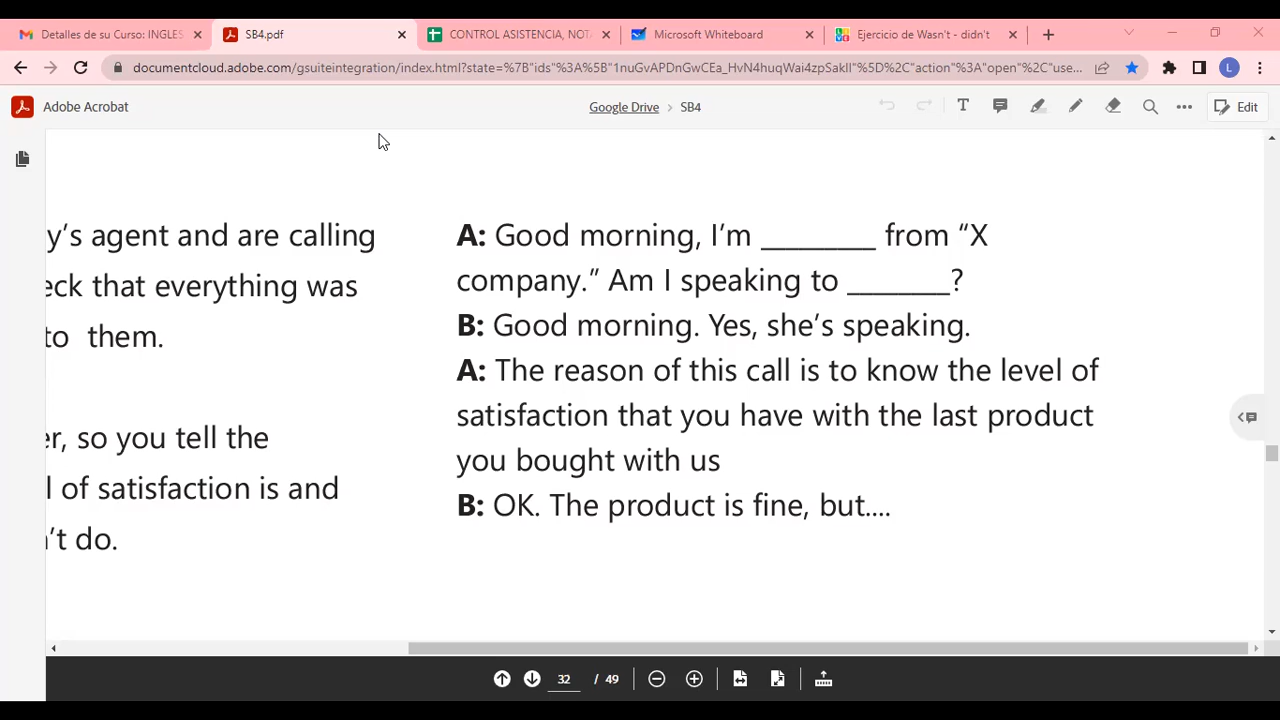 Detalles de su Curso: INGLES
SB4.pdf
CONTROL ASISTENCIA, NOT
Microsoft Whiteboard
Ejercicio de Wasn't - didn't
documentcloud.adobe.com/gsuiteintegration/index.html?state=%7B"ids"%3A%5B"1nuGvAPDnGwCEa_HvN4huqWai4zpSakll"%5D%2C"action"%3A"open"%2C"use...
L
Adobe Acrobat
Google Drive > SB4
T
Edit
y's agent and are calling
eck that everything was
to them.
er, so you tell the
l of satisfaction is and
n't do.
A: Good morning, I'm _________ from "X
company." Am I speaking to ________?
B: Good morning. Yes, she's speaking.
A: The reason of this call is to know the level of
satisfaction that you have with the last product
you bought with us
B: OK. The product is fine, but....
32 / 49